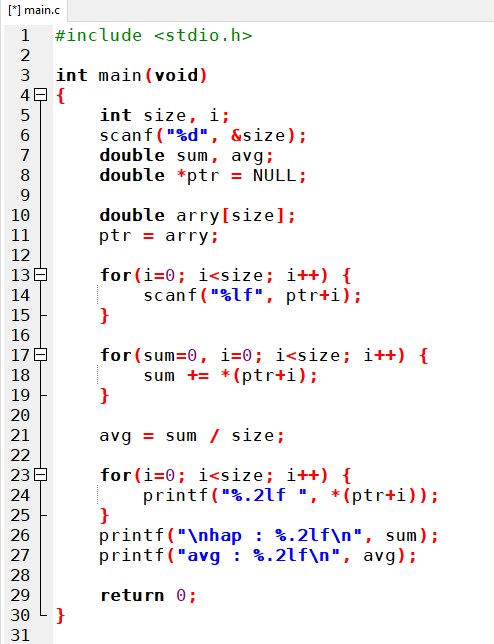 [*] main.c
1 #include <stdio.h>
2
3 int main(void)
4 {
5     int size, i;
6     scanf("%d", &size);
7     double sum, avg;
8     double *ptr = NULL;
9
10     double arry[size];
11     ptr = arry;
12
13     for(i=0; i<size; i++) {
14         scanf("%lf", ptr+i);
15     }
16
17     for(sum=0, i=0; i<size; i++) {
18         sum += *(ptr+i);
19     }
20
21     avg = sum / size;
22
23     for(i=0; i<size; i++) {
24         printf("%.2lf ", *(ptr+i));
25     }
26     printf("\nhap : %.2lf\n", sum);
27     printf("avg : %.2lf\n", avg);
28
29     return 0;
30 }
31